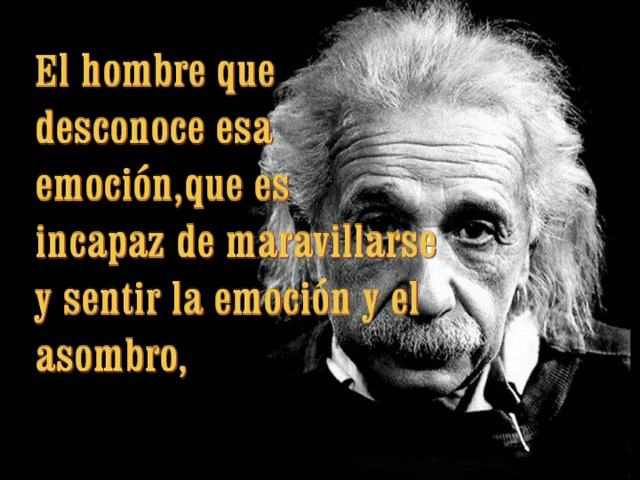 El hombre que
desconoce esa
emoción,que es
incapaz de maravillarse
y sentir la emoción y el
asombro,